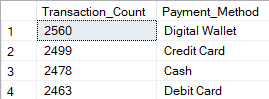 Transaction_Count Payment_Method
1 2560 Digital Wallet
2 2499 Credit Card
3 2478 Cash
4 2463 Debit Card